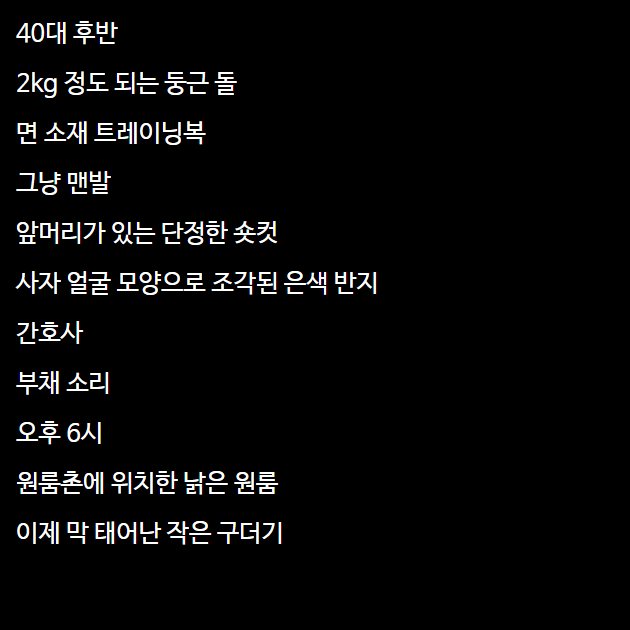 40대 후반
2kg 정도 되는 둥근 돌
면 소재 트레이닝복
그냥 맨발
앞머리가 있는 단정한 숏컷
사자 얼굴 모양으로 조각된 은색 반지
간호사
부채 소리
오후 6시
원룸촌에 위치한 낡은 원룸
이제 막 태어난 작은 구더기